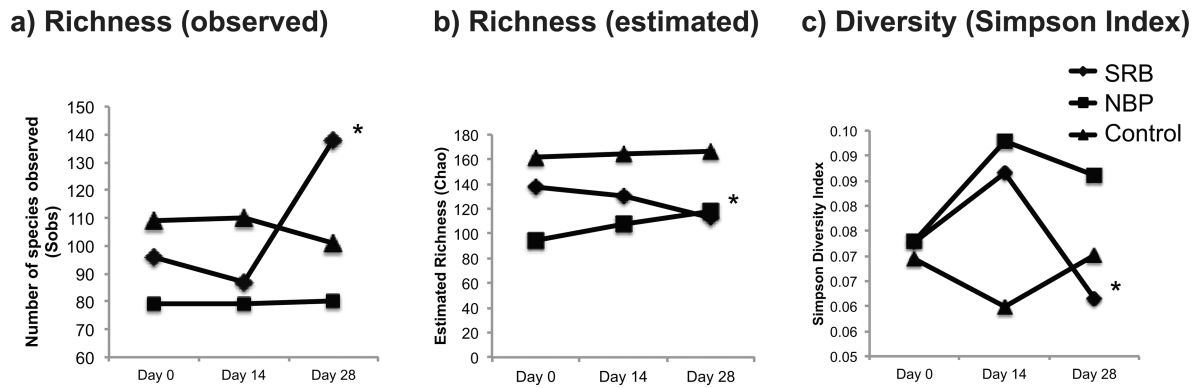 a) Richness (observed)
b) Richness (estimated)
c) Diversity (Simpson Index)
SRB
NBP
Control
Number of species observed
(Sobs)
150
140
130
120
110
100
90
80
70
60
*
Day 0
Day 14
Day 28
Estimated Richness (Chao)
180
160
140
120
100
80
60
40
20
0
*
Day 0
Day 14
Day 28
Simpson Diversity Index
0.10
0.09
0.09
0.08
0.07
0.07
0.06
0.06
0.05
*
Day 0
Day 14
Day 28